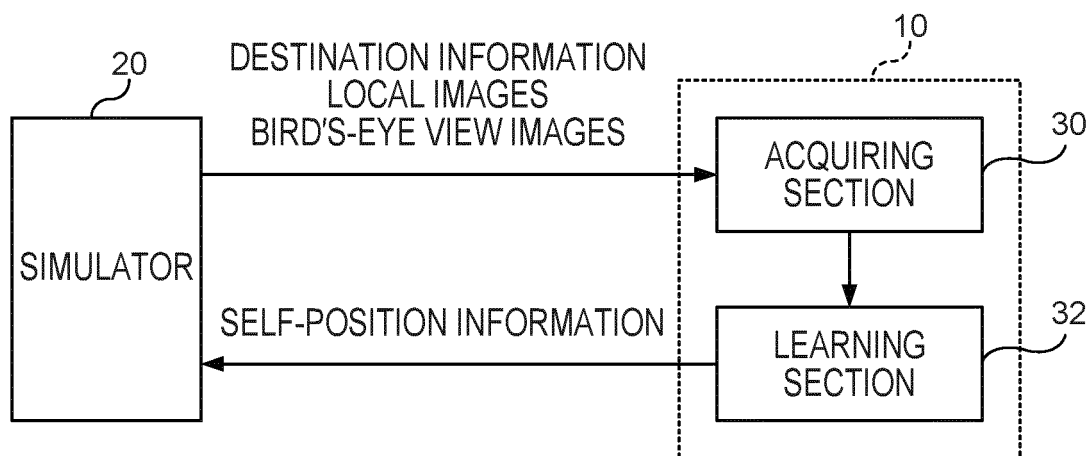 10
20
DESTINATION INFORMATION
LOCAL IMAGES
BIRD'S-EYE VIEW IMAGES
30
ACQUIRING
SECTION
SIMULATOR
SELF-POSITION INFORMATION
32
LEARNING
SECTION